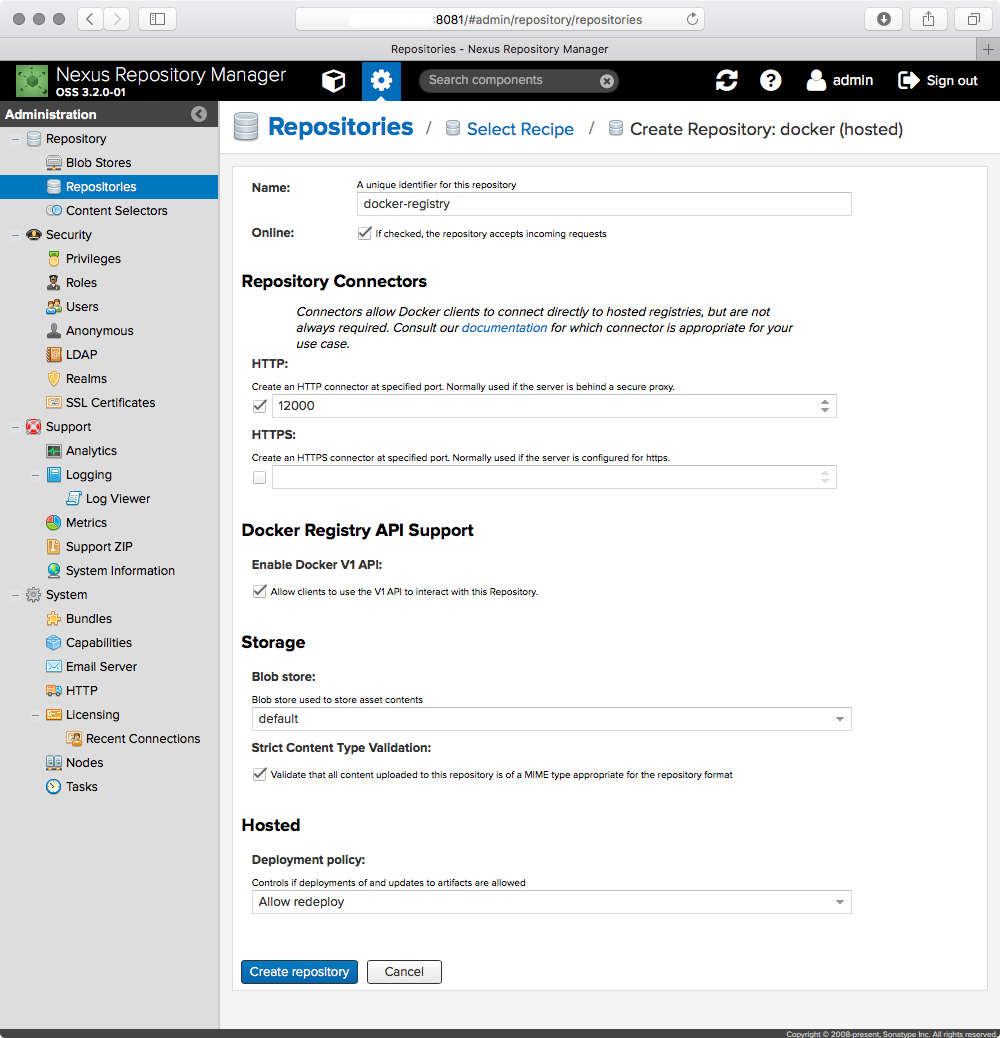 :8081/#admin/repository/repositories
Repositories - Nexus Repository Manager
Nexus Repository Manager
OSS 3.2.0-01
Search components
admin
Sign out
Administration
Repository
Blob Stores
Repositories
Content Selectors
Security
Privileges
Roles
Users
Anonymous
LDAP
Realms
SSL Certificates
Support
Analytics
Logging
Log Viewer
Metrics
Support ZIP
System Information
System
Bundles
Capabilities
Email Server
HTTP
Licensing
Recent Connections
Nodes
Tasks
Repositories / Select Recipe / Create Repository: docker (hosted)
Name:
A unique identifier for this repository
docker-registry
Online:
If checked, the repository accepts incoming requests
Repository Connectors
Connectors allow Docker clients to connect directly to hosted registries, but are not
always required. Consult our documentation for which connector is appropriate for your
use case.
HTTP:
Create an HTTP connector at specified port. Normally used if the server is behind a secure proxy.
12000
HTTPS:
Create an HTTPS connector at specified port. Normally used if the server is configured for https.
Docker Registry API Support
Enable Docker V1 API:
Allow clients to use the V1 API to interact with this Repository.
Storage
Blob store:
Blob store used to store asset contents
default
Strict Content Type Validation:
Validate that all content uploaded to this repository is of a MIME type appropriate for the repository format
Hosted
Deployment policy:
Controls if deployments of and updates to artifacts are allowed
Allow redeploy
Create repository
Cancel
Copyright © 2008-present, Sonatype Inc. All rights reserved.